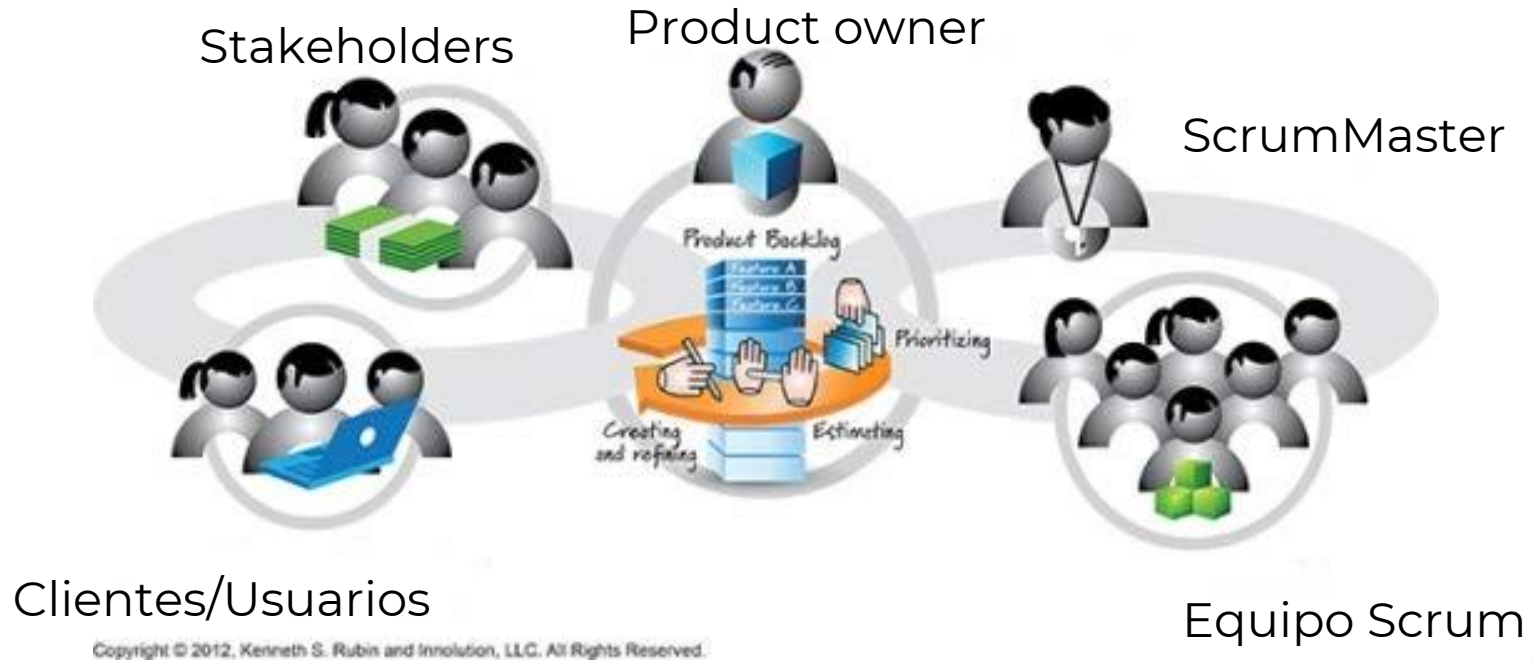 Stakeholders
Product owner
ScrumMaster
Product Backlog
Feature A
Feature B
Feature C
Prioritizing
Creating
and refining
Estimating
Clientes/Usuarios
Equipo Scrum
Copyright © 2012, Kenneth S. Rubin and Innolution, LLC. All Rights Reserved.